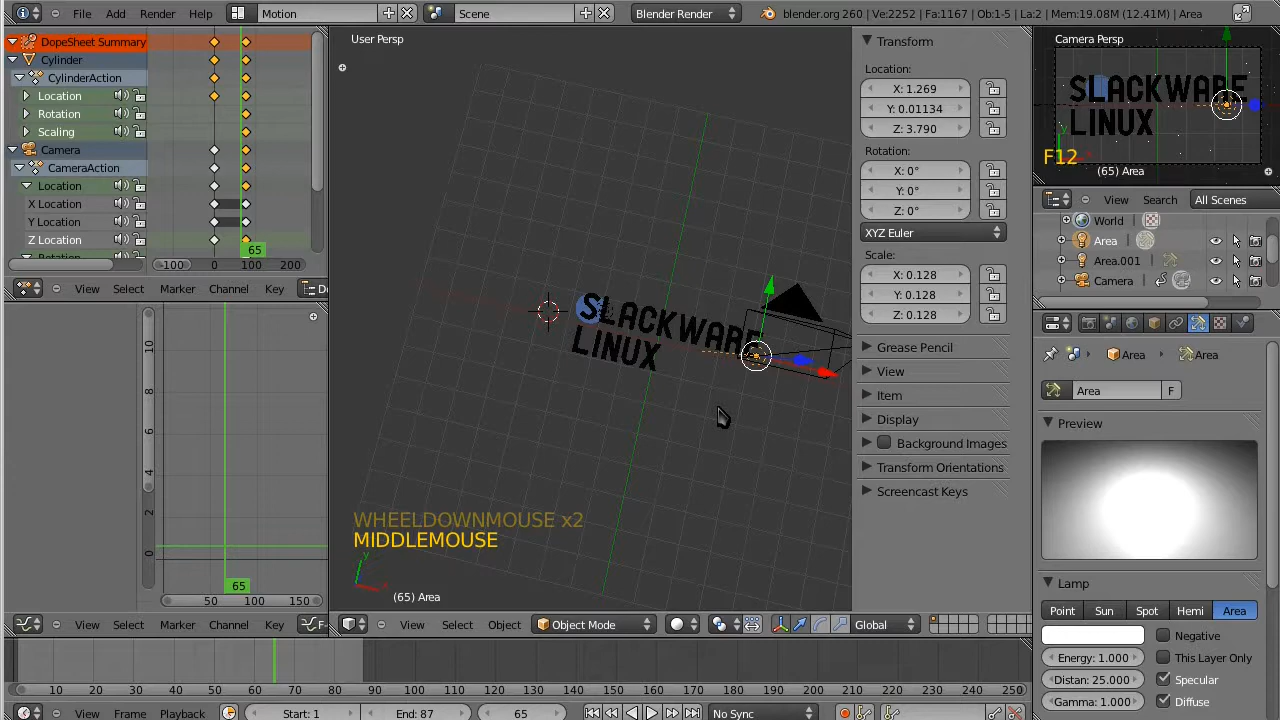 File Add Render Help Motion Scene Blender Render blender.org 260 | Ve:2252 | Fa:1167 | Ob:1-5 | La:2 | Mem:19.08M (12.41M) | Area
DopeSheet Summary
Cylinder
CylinderAction
Location
Rotation
Scaling
Camera
CameraAction
Location
X Location
Y Location
Z Location
65
-100 0 100 200
View Select Marker Channel Key
10
8
6
4
2
0
65
50 100 150
View Select Marker Channel Key
User Persp
SLACKWARE
LINUX
WHEELDOWNMOUSE x2
MIDDLEMOUSE
y
x
(65) Area
View Select Object Object Mode Global
Transform
Location:
X: 1.269
Y: 0.01134
Z: 3.790
Rotation:
X: 0°
Y: 0°
Z: 0°
XYZ Euler
Scale:
X: 0.128
Y: 0.128
Z: 0.128
Grease Pencil
View
Item
Display
Background Images
Transform Orientations
Screencast Keys
Camera Persp
SLACKWARE
LINUX
y
F12
(65) Area
View Search All Scenes
World
Area
Area.001
Camera
Area Area
Area F
Preview
Lamp
Point Sun Spot Hemi Area
Negative
Energy: 1.000 This Layer Only
Distan: 25.000 Specular
Gamma: 1.000 Diffuse
10 20 30 40 50 60 70 80 90 100 110 120 130 140 150 160 170 180 190 200 210 220 230 240 250
View Frame Playback Start: 1 End: 87 65 No Sync